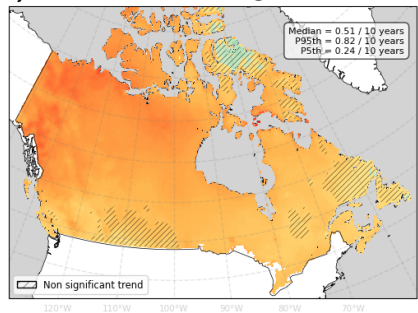 Median = 0.51 / 10 years
P95th = 0.82 / 10 years
P5th = 0.24 / 10 years
Non significant trend
120°W 110°W 100°W 90°W 80°W 70°W